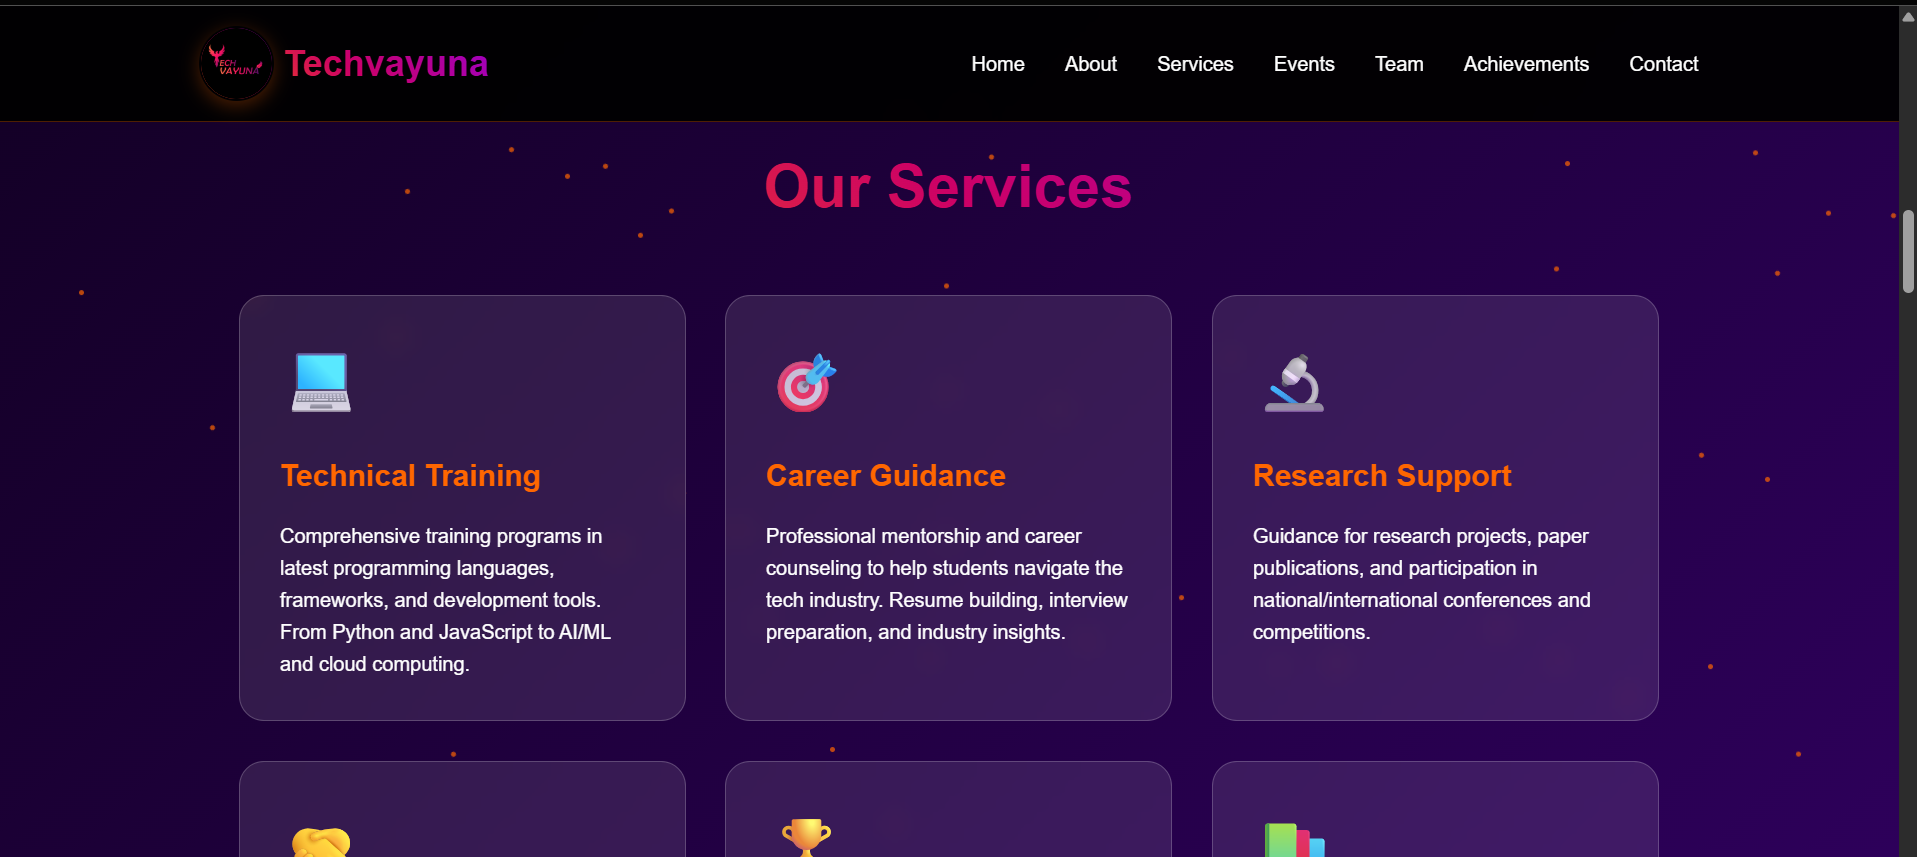 TECH
VAYUNA
Techvayuna
Home
About
Services
Events
Team
Achievements
Contact
Our Services
Technical Training
Comprehensive training programs in
latest programming languages,
frameworks, and development tools.
From Python and JavaScript to AI/ML
and cloud computing.
Career Guidance
Professional mentorship and career
counseling to help students navigate the
tech industry. Resume building, interview
preparation, and industry insights.
Research Support
Guidance for research projects, paper
publications, and participation in
national/international conferences and
competitions.